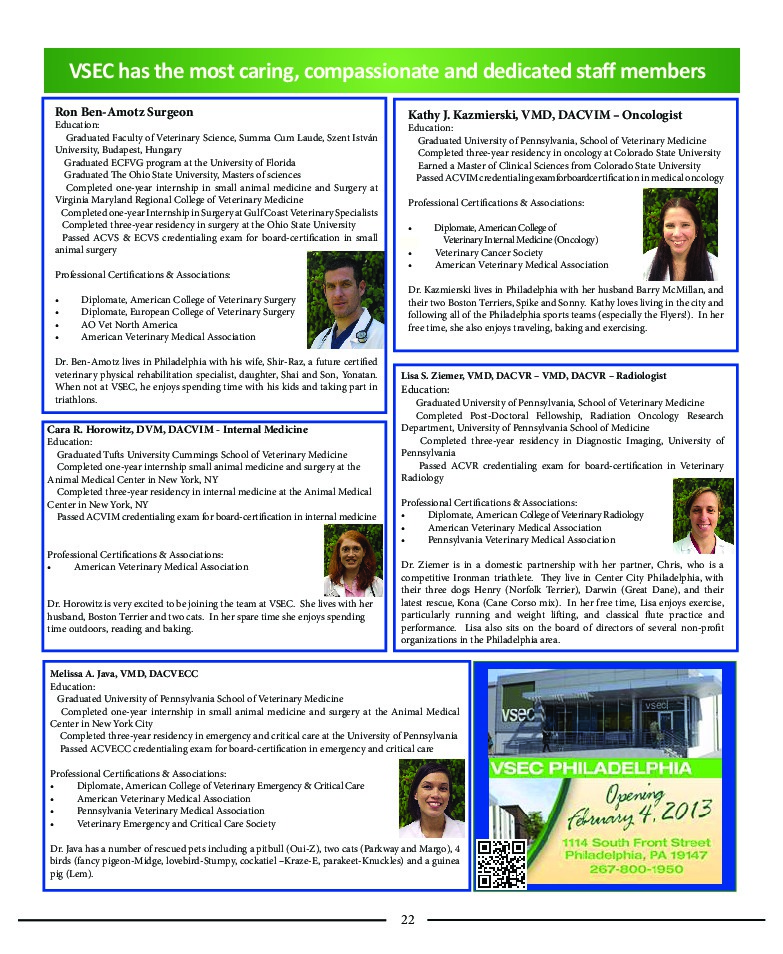 VSEC has the most caring, compassionate and dedicated staff members
Ron Ben-Amotz Surgeon
Education:
Graduated Faculty of Veterinary Science, Summa Cum Laude, Szent István
University, Budapest, Hungary
Graduated ECFVG program at the University of Florida
Graduated The Ohio State University, Masters of sciences
Completed one-year internship in small animal medicine and Surgery at
Virginia Maryland Regional College of Veterinary Medicine
Completed one-year Internship in Surgery at Gulf Coast Veterinary Specialists
Completed three-year residency in surgery at the Ohio State University
Passed ACVS & ECVS credentialing exam for board-certification in small
animal surgery
Professional Certifications & Associations:
• Diplomate, American College of Veterinary Surgery
• Diplomate, European College of Veterinary Surgery
• AO Vet North America
• American Veterinary Medical Association
Dr. Ben-Amotz lives in Philadelphia with his wife, Shir-Raz, a future certified
veterinary physical rehabilitation specialist, daughter, Shai and Son, Yonatan.
When not at VSEC, he enjoys spending time with his kids and taking part in
triathlons.
Cara R. Horowitz, DVM, DACVIM - Internal Medicine
Education:
Graduated Tufts University Cummings School of Veterinary Medicine
Completed one-year internship small animal medicine and surgery at the
Animal Medical Center in New York, NY
Completed three-year residency in internal medicine at the Animal Medical
Center in New York, NY
Passed ACVIM credentialing exam for board-certification in internal medicine
Professional Certifications & Associations:
• American Veterinary Medical Association
Dr. Horowitz is very excited to be joining the team at VSEC. She lives with her
husband, Boston Terrier and two cats. In her spare time she enjoys spending
time outdoors, reading and baking.
Kathy J. Kazmierski, VMD, DACVIM – Oncologist
Education:
Graduated University of Pennsylvania, School of Veterinary Medicine
Completed three-year residency in oncology at Colorado State University
Earned a Master of Clinical Sciences from Colorado State University
Passed ACVIM credentialing exam for board certification in medical oncology
Professional Certifications & Associations:
• Diplomate, American College of
Veterinary Internal Medicine (Oncology)
• Veterinary Cancer Society
• American Veterinary Medical Association
Dr. Kazmierski lives in Philadelphia with her husband Barry McMillan, and
their two Boston Terriers, Spike and Sonny. Kathy loves living in the city and
following all of the Philadelphia sports teams (especially the Flyers!). In her
free time, she also enjoys traveling, baking and exercising.
Lisa S. Ziemer, VMD, DACVR – VMD, DACVR – Radiologist
Education:
Graduated University of Pennsylvania, School of Veterinary Medicine
Completed Post-Doctoral Fellowship, Radiation Oncology Research
Department, University of Pennsylvania School of Medicine
Completed three-year residency in Diagnostic Imaging, University of
Pennsylvania
Passed ACVR credentialing exam for board-certification in Veterinary
Radiology
Professional Certifications & Associations:
• Diplomate, American College of Veterinary Radiology
• American Veterinary Medical Association
• Pennsylvania Veterinary Medical Association
Dr. Ziemer is in a domestic partnership with her partner, Chris, who is a
competitive Ironman triathlete. They live in Center City Philadelphia, with
their three dogs Henry (Norfolk Terrier), Darwin (Great Dane), and their
latest rescue, Kona (Cane Corso mix). In her free time, Lisa enjoys exercise,
particularly running and weight lifting, and classical flute practice and
performance. Lisa also sits on the board of directors of several non-profit
organizations in the Philadelphia area.
Melissa A. Java, VMD, DACVECC
Education:
Graduated University of Pennsylvania School of Veterinary Medicine
Completed one-year internship in small animal medicine and surgery at the Animal Medical
Center in New York City
Completed three-year residency in emergency and critical care at the University of Pennsylvania
Passed ACVECC credentialing exam for board-certification in emergency and critical care
Professional Certifications & Associations:
• Diplomate, American College of Veterinary Emergency & Critical Care
• American Veterinary Medical Association
• Pennsylvania Veterinary Medical Association
• Veterinary Emergency and Critical Care Society
Dr. Java has a number of rescued pets including a pitbull (Oui-Z), two cats (Parkway and Margo), 4
birds (fancy pigeon-Midge, lovebird-Stumpy, cockatiel –Kraze-E, parakeet-Knuckles) and a guinea
pig (Lem).
vsec
vsec
VSEC PHILADELPHIA
Opening
February 4, 2013
1114 South Front Street
Philadelphia, PA 19147
267-800-1950
22